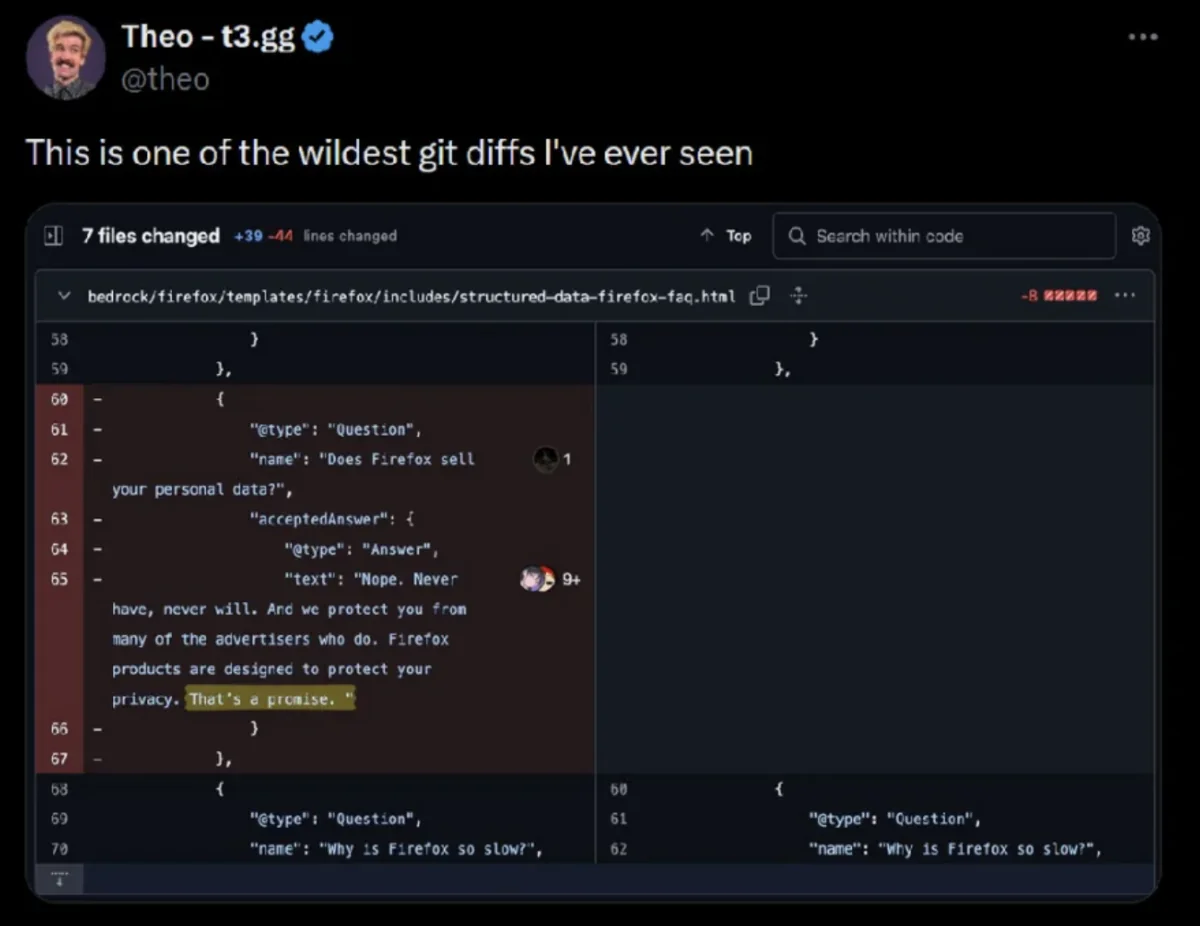 Theo - t3.gg
@theo
This is one of the wildest git diffs I've ever seen
7 files changed +39 -44 lines changed
Top
Search within code
bedrock/firefox/templates/firefox/includes/structured-data-firefox-faq.html
-8
58 } 58 }
59 }, 59 },
60 - {
61 - "@type": "Question",
62 - "name": "Does Firefox sell 1
your personal data?",
63 - "acceptedAnswer": {
64 - "@type": "Answer",
65 - "text": "Nope. Never 9+
have, never will. And we protect you from
many of the advertisers who do. Firefox
products are designed to protect your
privacy. That's a promise. "
66 - }
67 - },
68 { 60 {
69 "@type": "Question", 61 "@type": "Question",
70 "name": "Why is Firefox so slow?", 62 "name": "Why is Firefox so slow?",